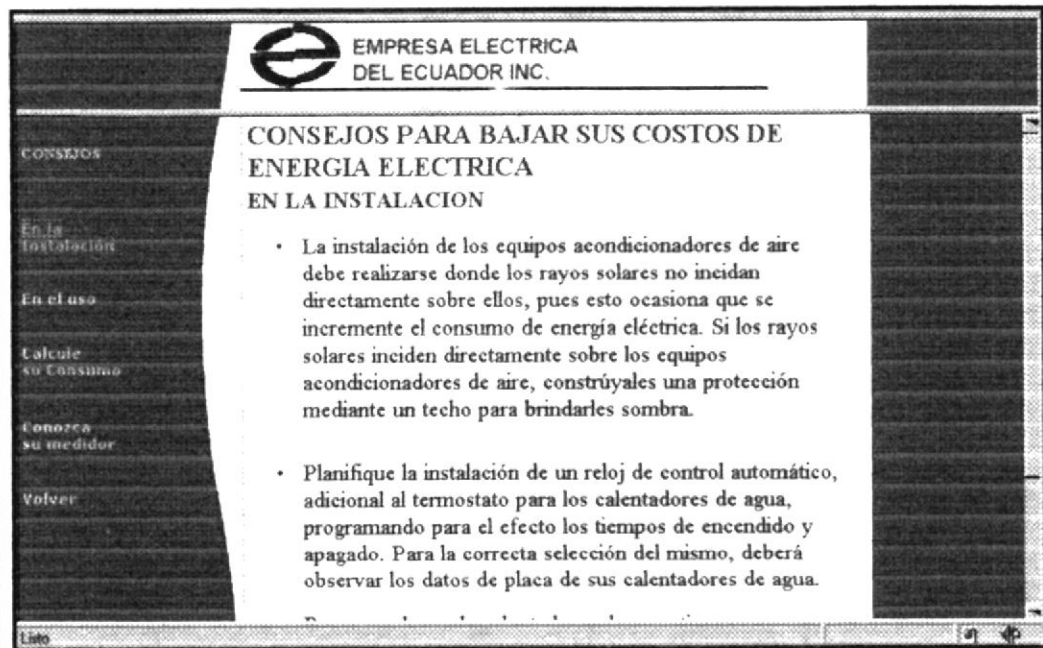 EMPRESA ELECTRICA
DEL ECUADOR INC.
CONSEJOS
En la
Instalación
En el uso
Calcule
su Consumo
Conozca
su medidor
Volver
CONSEJOS PARA BAJAR SUS COSTOS DE
ENERGIA ELECTRICA
EN LA INSTALACION
• La instalación de los equipos acondicionadores de aire
debe realizarse donde los rayos solares no incidan
directamente sobre ellos, pues esto ocasiona que se
incremente el consumo de energía eléctrica. Si los rayos
solares inciden directamente sobre los equipos
acondicionadores de aire, constrúyales una protección
mediante un techo para brindarles sombra.
• Planifique la instalación de un reloj de control automático,
adicional al termostato para los calentadores de agua,
programando para el efecto los tiempos de encendido y
apagado. Para la correcta selección del mismo, deberá
observar los datos de placa de sus calentadores de agua.
Listo